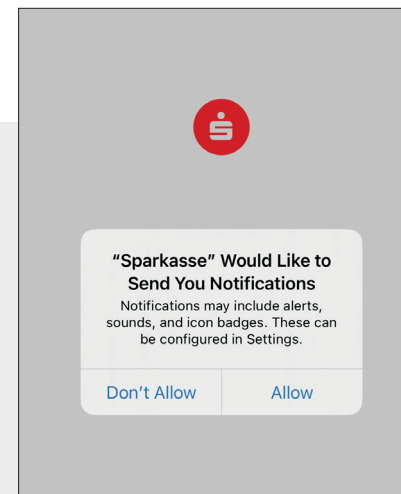 “Sparkasse” Would Like to
Send You Notifications
Notifications may include alerts,
sounds, and icon badges. These can
be configured in Settings.
Don’t Allow
Allow